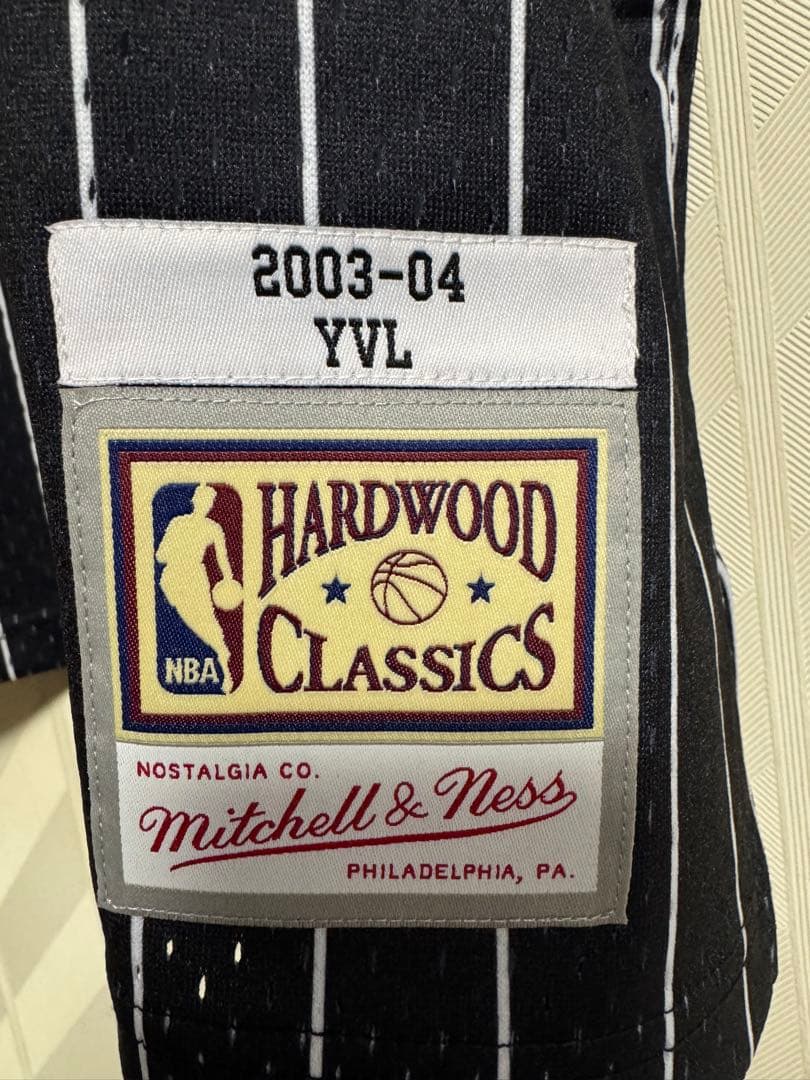 2003-04
YVL
HARDWOOD
CLASSICS
NBA
NOSTALGIA CO.
Mitchell & Ness
PHILADELPHIA, PA.